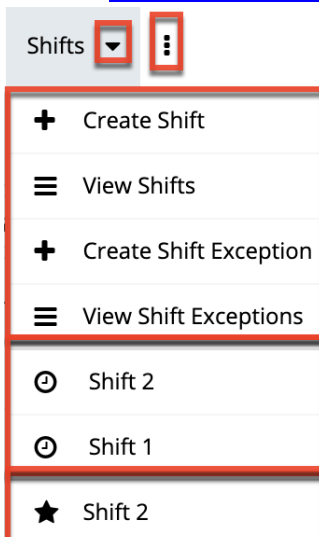 Shifts
Create Shift
View Shifts
Create Shift Exception
View Shift Exceptions
Shift 2
Shift 1
Shift 2